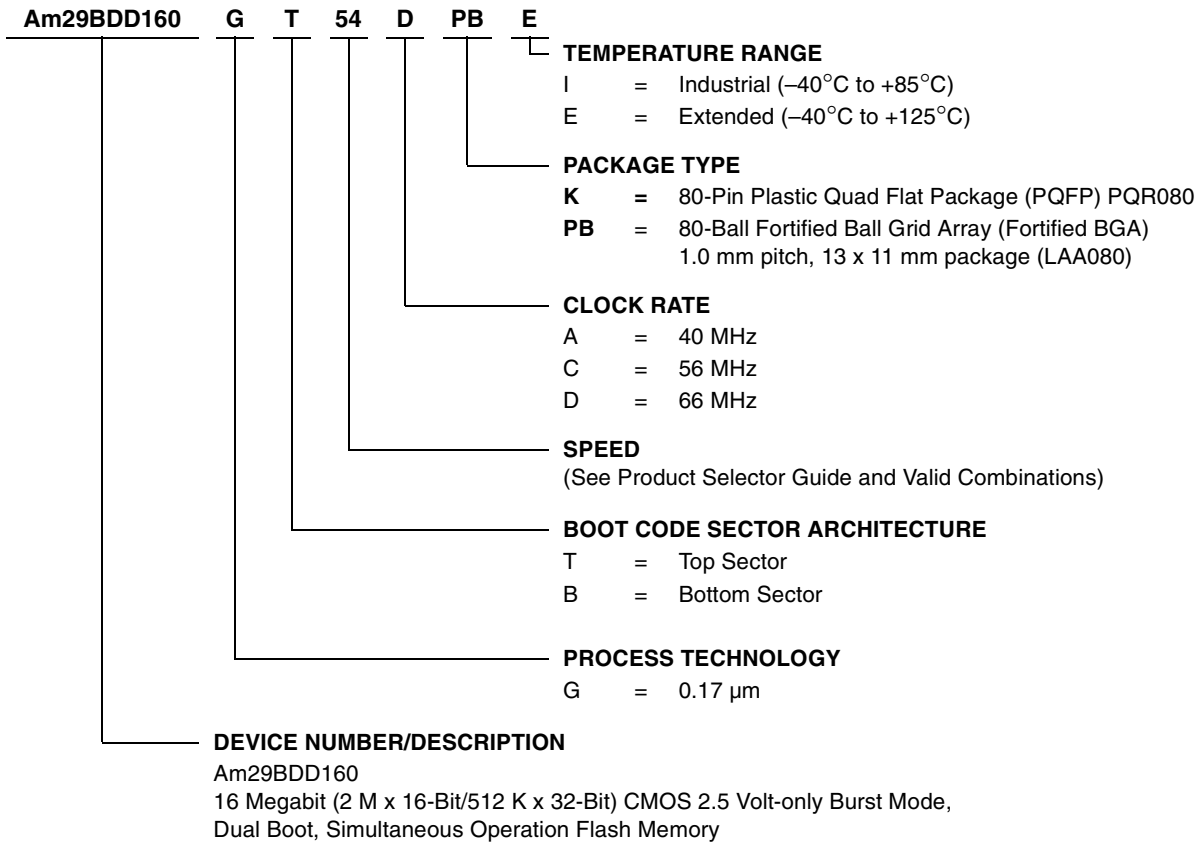 Am29BDD160 G T 54 D PB E
TEMPERATURE RANGE
I = Industrial (–40°C to +85°C)
E = Extended (–40°C to +125°C)
PACKAGE TYPE
K = 80-Pin Plastic Quad Flat Package (PQFP) PQR080
PB = 80-Ball Fortified Ball Grid Array (Fortified BGA)
1.0 mm pitch, 13 x 11 mm package (LAA080)
CLOCK RATE
A = 40 MHz
C = 56 MHz
D = 66 MHz
SPEED
(See Product Selector Guide and Valid Combinations)
BOOT CODE SECTOR ARCHITECTURE
T = Top Sector
B = Bottom Sector
PROCESS TECHNOLOGY
G = 0.17 µm
DEVICE NUMBER/DESCRIPTION
Am29BDD160
16 Megabit (2 M x 16-Bit/512 K x 32-Bit) CMOS 2.5 Volt-only Burst Mode,
Dual Boot, Simultaneous Operation Flash Memory